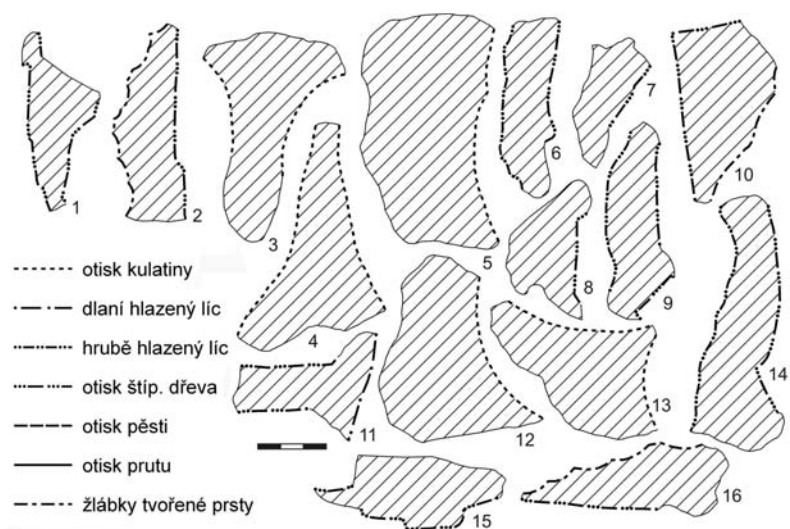 1
2
3
4
5
6
7
8
9
10
11
12
13
14
15
16
otisk kulatiny
dlaní hlazený líc
hrubě hlazený líc
otisk štíp. dřeva
otisk pěsti
otisk prutu
žlábky tvořené prsty